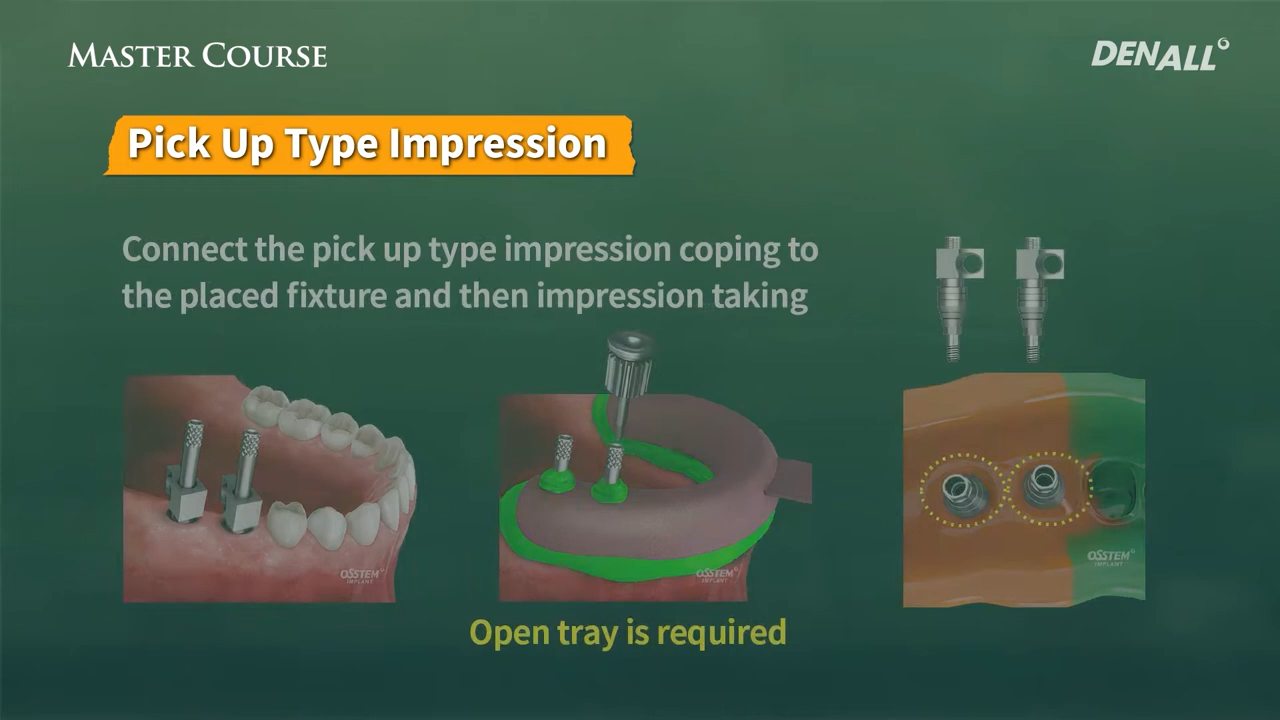 MASTER COURSE
DENALL
Pick Up Type Impression
Connect the pick up type impression coping to
the placed fixture and then impression taking
OSSTEM
IMPLANT
OSSTEM
IMPLANT
OSSTEM
IMPLANT
Open tray is required